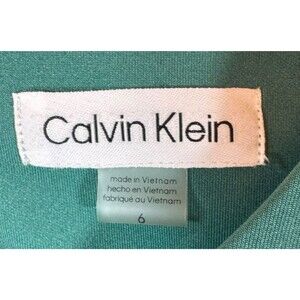 Calvin Klein
made in Vietnam
hecho en Vietnam
fabriqué au Vietnam
6